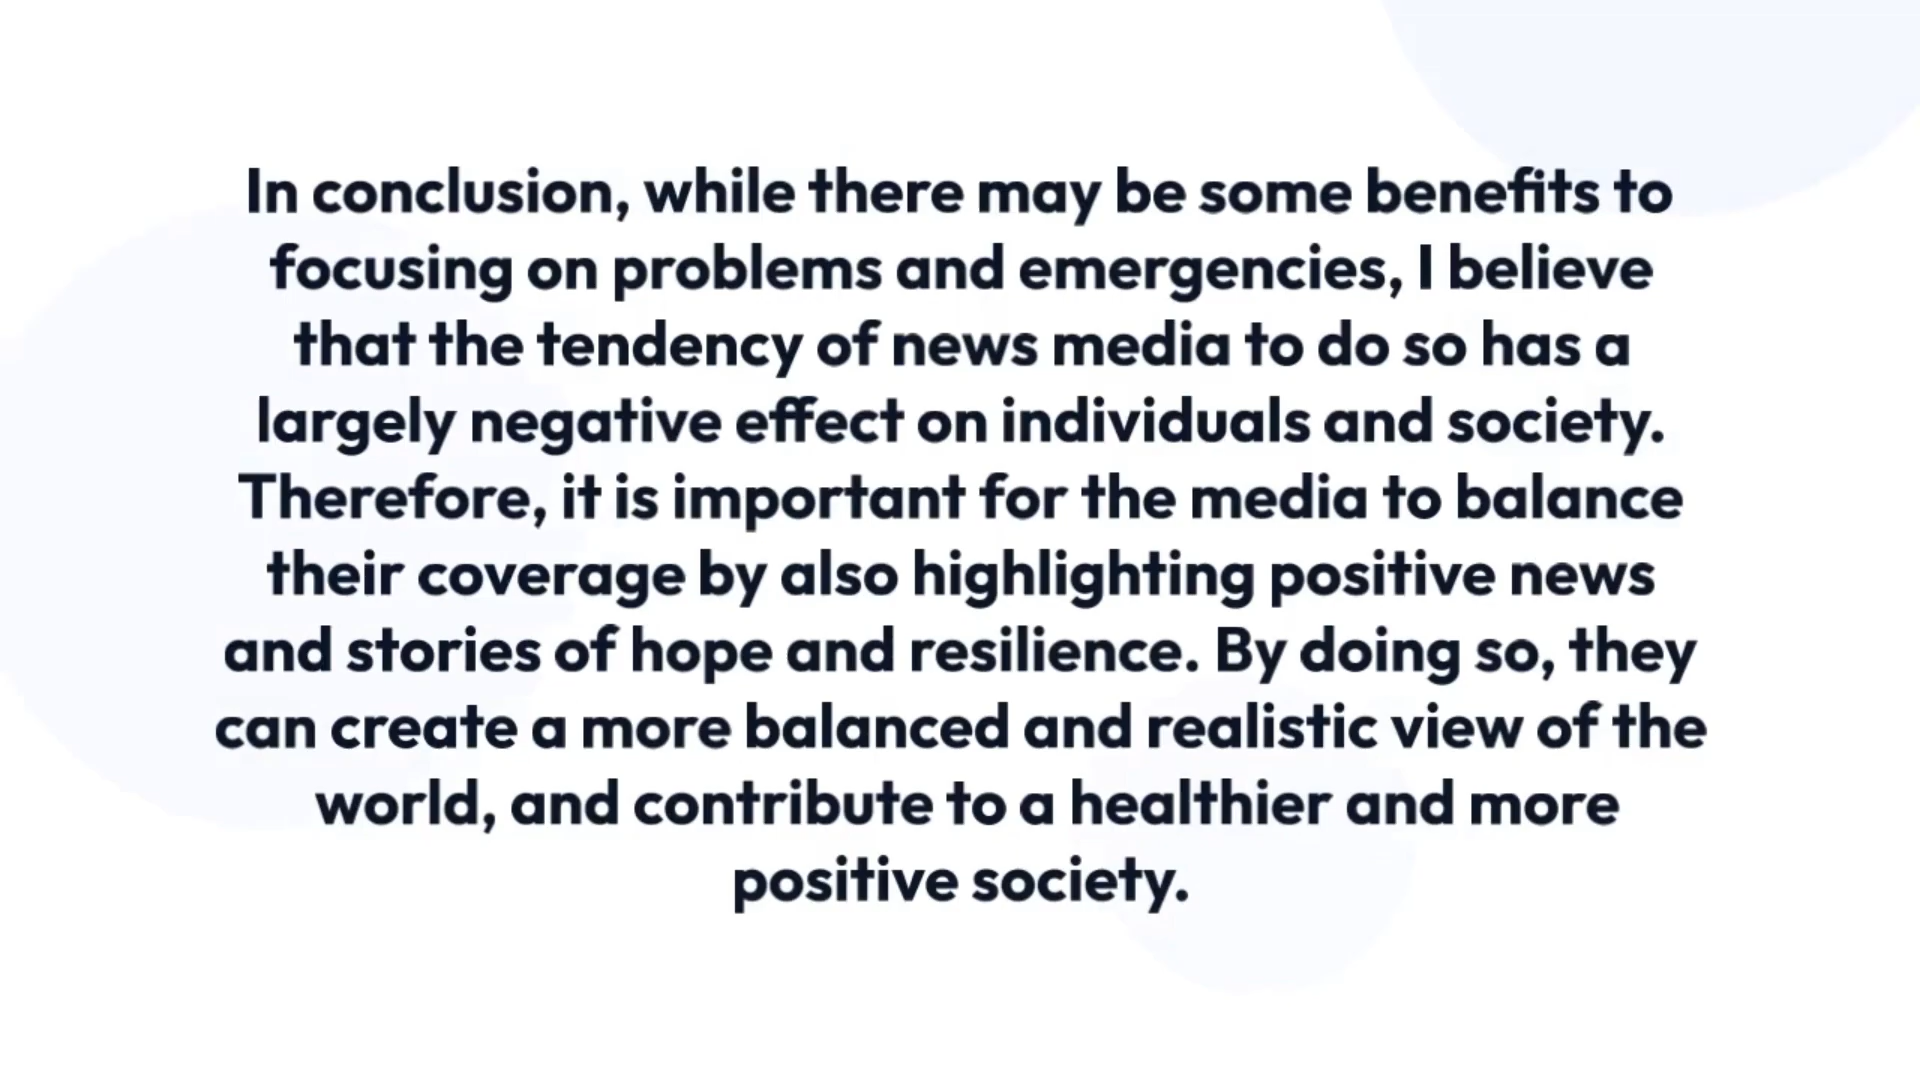 In conclusion, while there may be some benefits to
focusing on problems and emergencies, I believe
that the tendency of news media to do so has a
largely negative effect on individuals and society.
Therefore, it is important for the media to balance
their coverage by also highlighting positive news
and stories of hope and resilience. By doing so, they
can create a more balanced and realistic view of the
world, and contribute to a healthier and more
positive society.